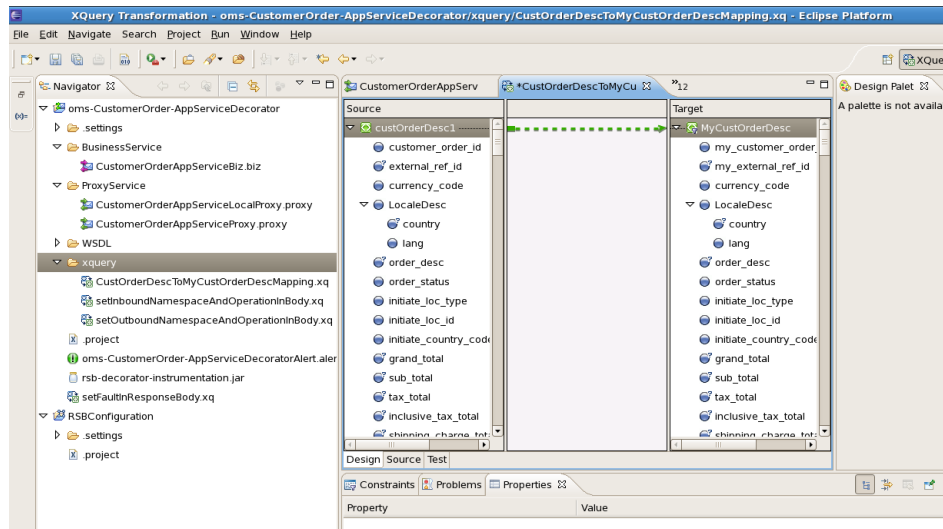 XQuery Transformation - oms-CustomerOrder-AppServiceDecorator/xquery/CustOrderDescToMyCustOrderDescMapping.xq - Eclipse Platform
File Edit Navigate Search Project Run Window Help
XQue
Navigator
CustomerOrderAppServ
*CustOrderDescToMyCu
»12
Design Palet
oms-CustomerOrder-AppServiceDecorator
.settings
BusinessService
CustomerOrderAppServiceBiz.biz
ProxyService
CustomerOrderAppServiceLocalProxy.proxy
CustomerOrderAppServiceProxy.proxy
WSDL
xquery
CustOrderDescToMyCustOrderDescMapping.xq
setInboundNamespaceAndOperationInBody.xq
setOutboundNamespaceAndOperationInBody.xq
.project
oms-CustomerOrder-AppServiceDecoratorAlert.aler
rsb-decorator-instrumentation.jar
setFaultInResponseBody.xq
RSBConfiguration
.settings
.project
Source
custOrderDesc1
customer_order_id
external_ref_id
currency_code
LocaleDesc
country
lang
order_desc
order_status
initiate_loc_type
initiate_loc_id
initiate_country_code
grand_total
sub_total
tax_total
inclusive_tax_total
shipping_charge_tot
Target
MyCustOrderDesc
my_customer_order_
my_external_ref_id
currency_code
LocaleDesc
country
lang
order_desc
order_status
initiate_loc_type
initiate_loc_id
initiate_country_code
grand_total
sub_total
tax_total
inclusive_tax_total
shipping_charge_tot
A palette is not availa
Design Source Test
Constraints Problems Properties
Property Value